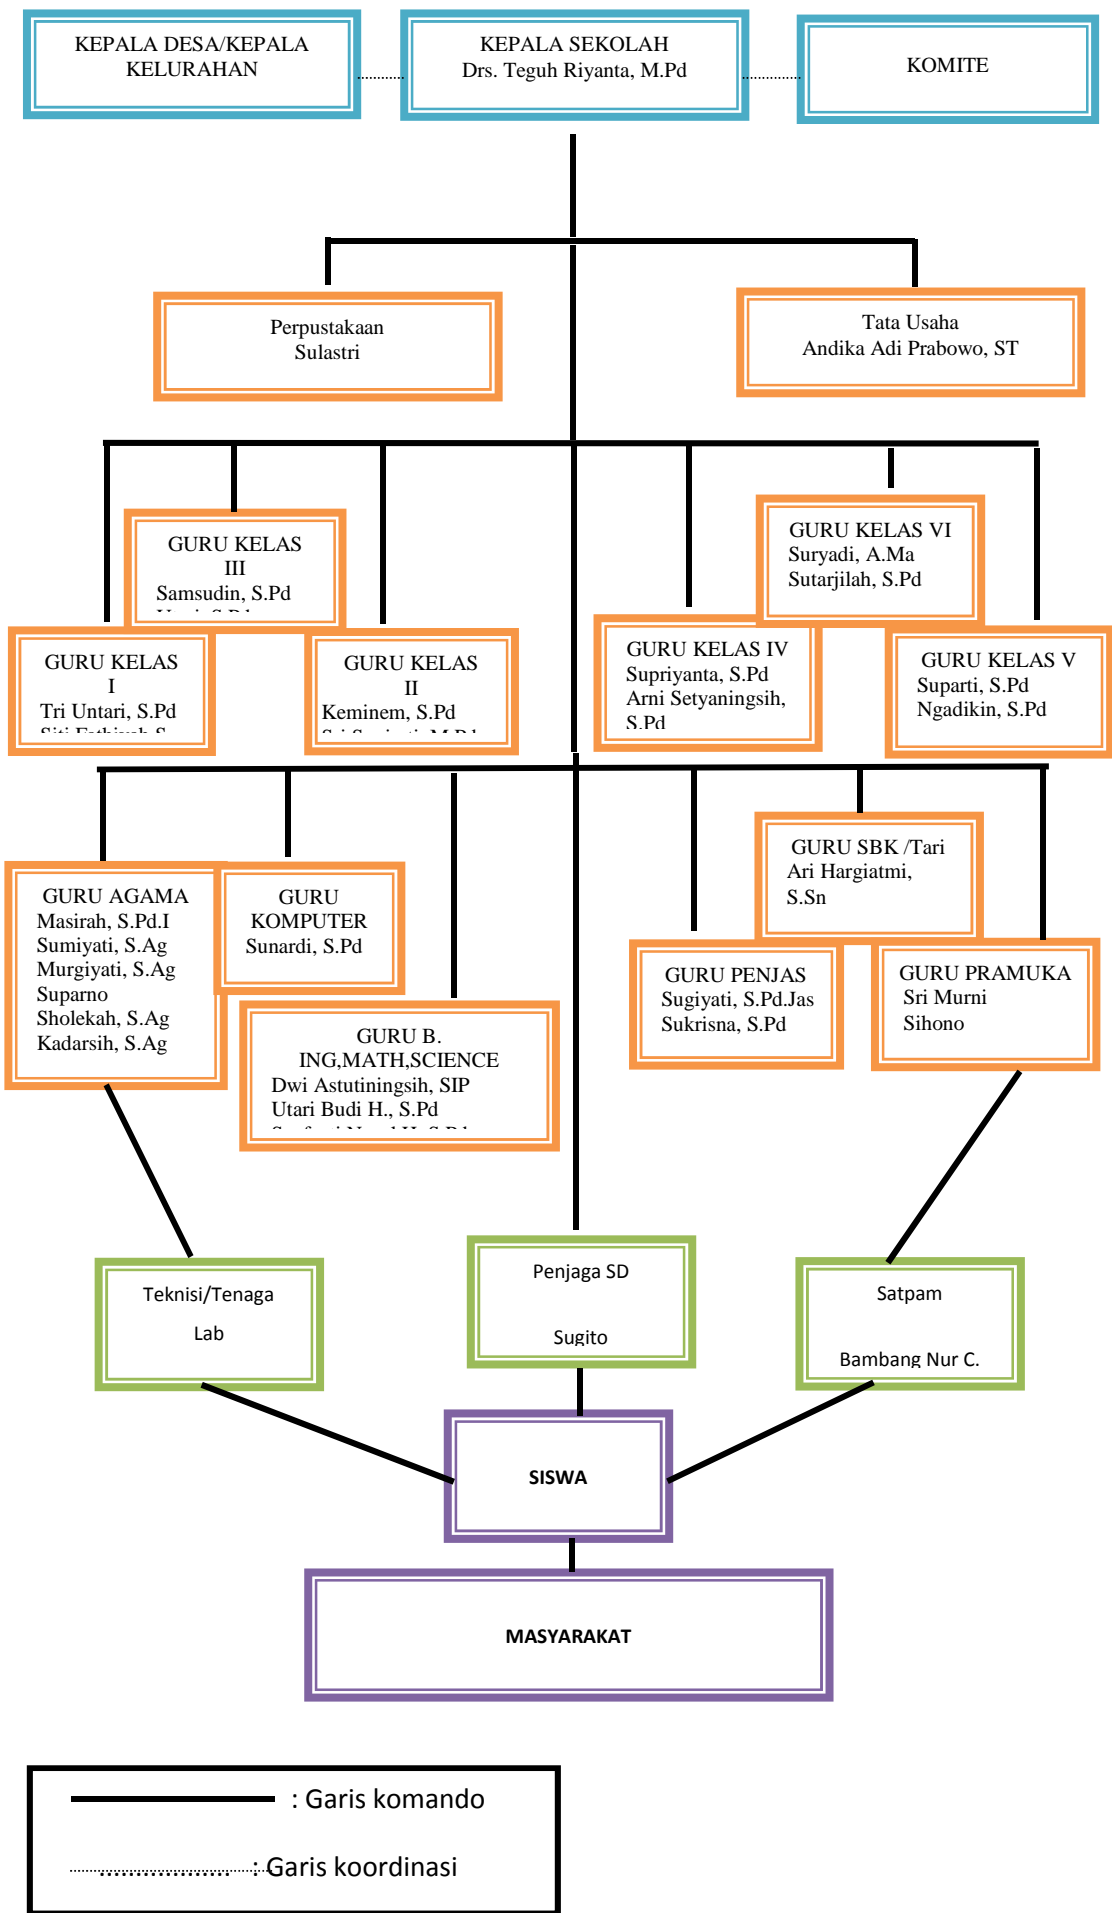 KEPALA DESA/KEPALA
KELURAHAN
KEPALA SEKOLAH
Drs. Teguh Riyanta, M.Pd
KOMITE
Perpustakaan
Sulastri
Tata Usaha
Andika Adi Prabowo, ST
GURU KELAS
III
Samsudin, S.Pd
GURU KELAS VI
Suryadi, A.Ma
Sutarjilah, S.Pd
GURU KELAS
I
Tri Untari, S.Pd
GURU KELAS
II
Keminem, S.Pd
GURU KELAS IV
Supriyanta, S.Pd
Arni Setyaningsih,
S.Pd
GURU KELAS V
Suparti, S.Pd
Ngadikin, S.Pd
GURU AGAMA
Masirah, S.Pd.I
Sumiyati, S.Ag
Murgiyati, S.Ag
Suparno
Sholekah, S.Ag
Kadarsih, S.Ag
GURU
KOMPUTER
Sunardi, S.Pd
GURU B.
ING,MATH,SCIENCE
Dwi Astutiningsih, SIP
Utari Budi H., S.Pd
GURU SBK /Tari
Ari Hargiatmi,
S.Sn
GURU PENJAS
Sugiyati, S.Pd.Jas
Sukrisna, S.Pd
GURU PRAMUKA
Sri Murni
Sihono
Teknisi/Tenaga
Lab
Penjaga SD
Sugito
Satpam
Bambang Nur C.
SISWA
MASYARAKAT
: Garis komando
.................. : Garis koordinasi